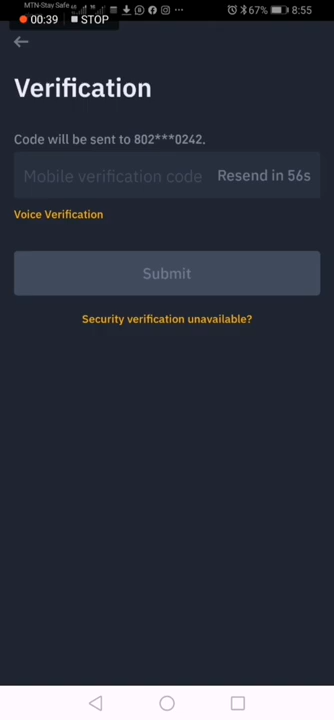 MTN-Stay Safe
67%
8:55
00:39
STOP
Verification
Code will be sent to 802***0242.
Mobile verification code
Resend in 56s
Voice Verification
Submit
Security verification unavailable?